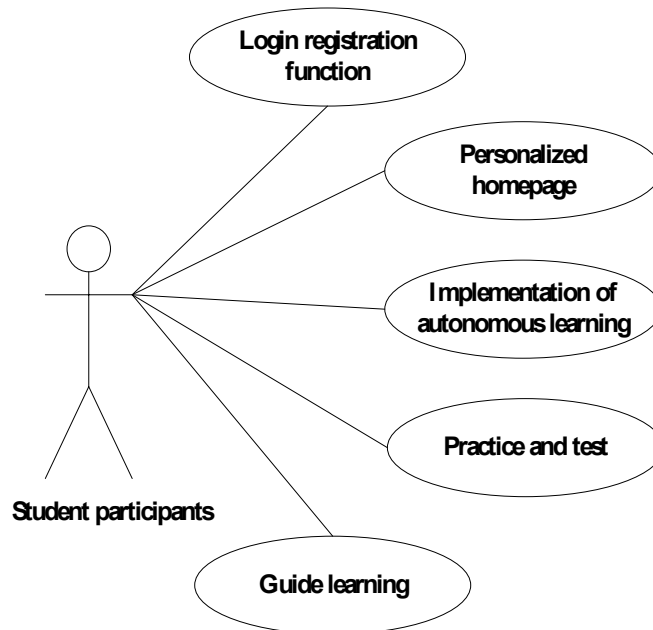 Login registration
function
Personalized
homepage
Implementation of
autonomous learning
Practice and test
Student participants
Guide learning